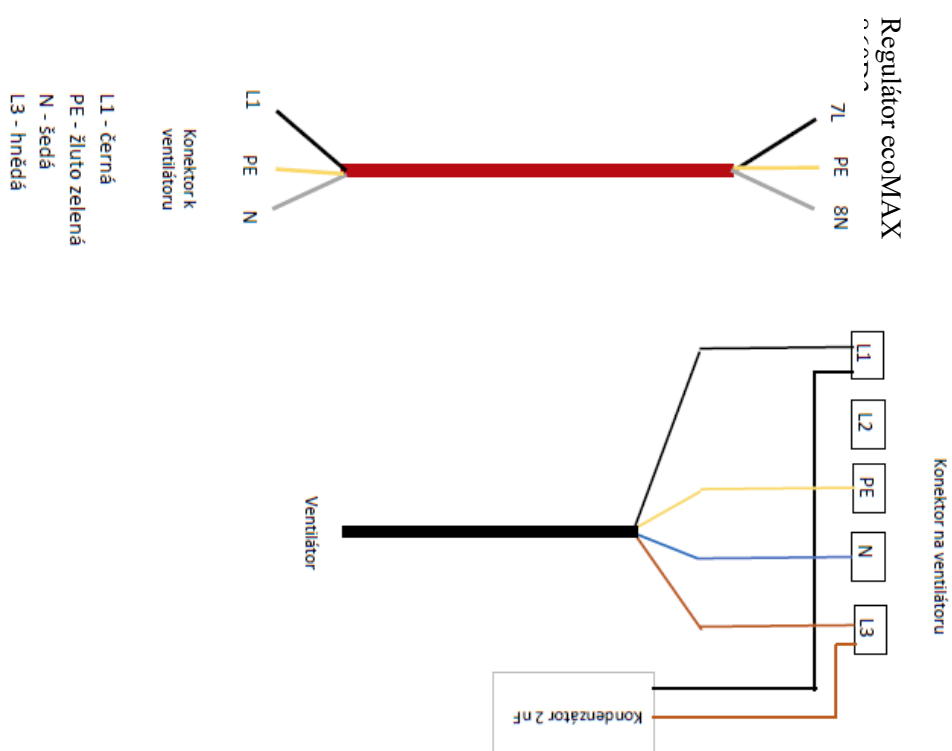 Regulátor ecoMAX
7L
PE
8N
L1
PE
N
Konektor k
ventilátoru
L1 - černá
PE - žluto zelená
N - šedá
L3 - hnědá
Konektor na ventilátoru
L1
L2
PE
N
L3
Ventilátor
Kondenzátor 2 nF